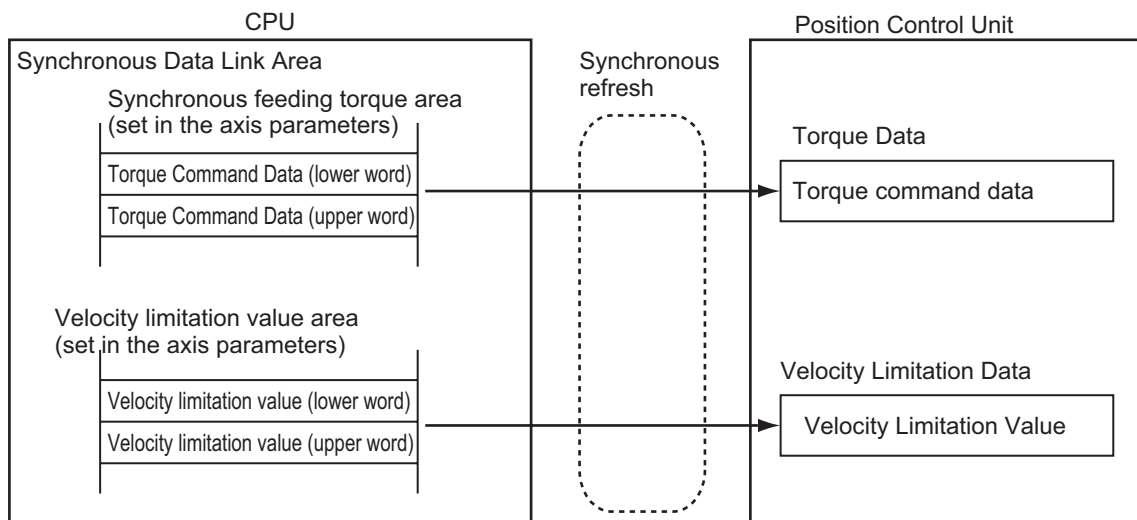 CPU
Position Control Unit
Synchronous Data Link Area
Synchronous
refresh
Synchronous feeding torque area
(set in the axis parameters)
Torque Command Data (lower word)
Torque Command Data (upper word)
Torque Data
Torque command data
Velocity limitation value area
(set in the axis parameters)
Velocity limitation value (lower word)
Velocity limitation value (upper word)
Velocity Limitation Data
Velocity Limitation Value